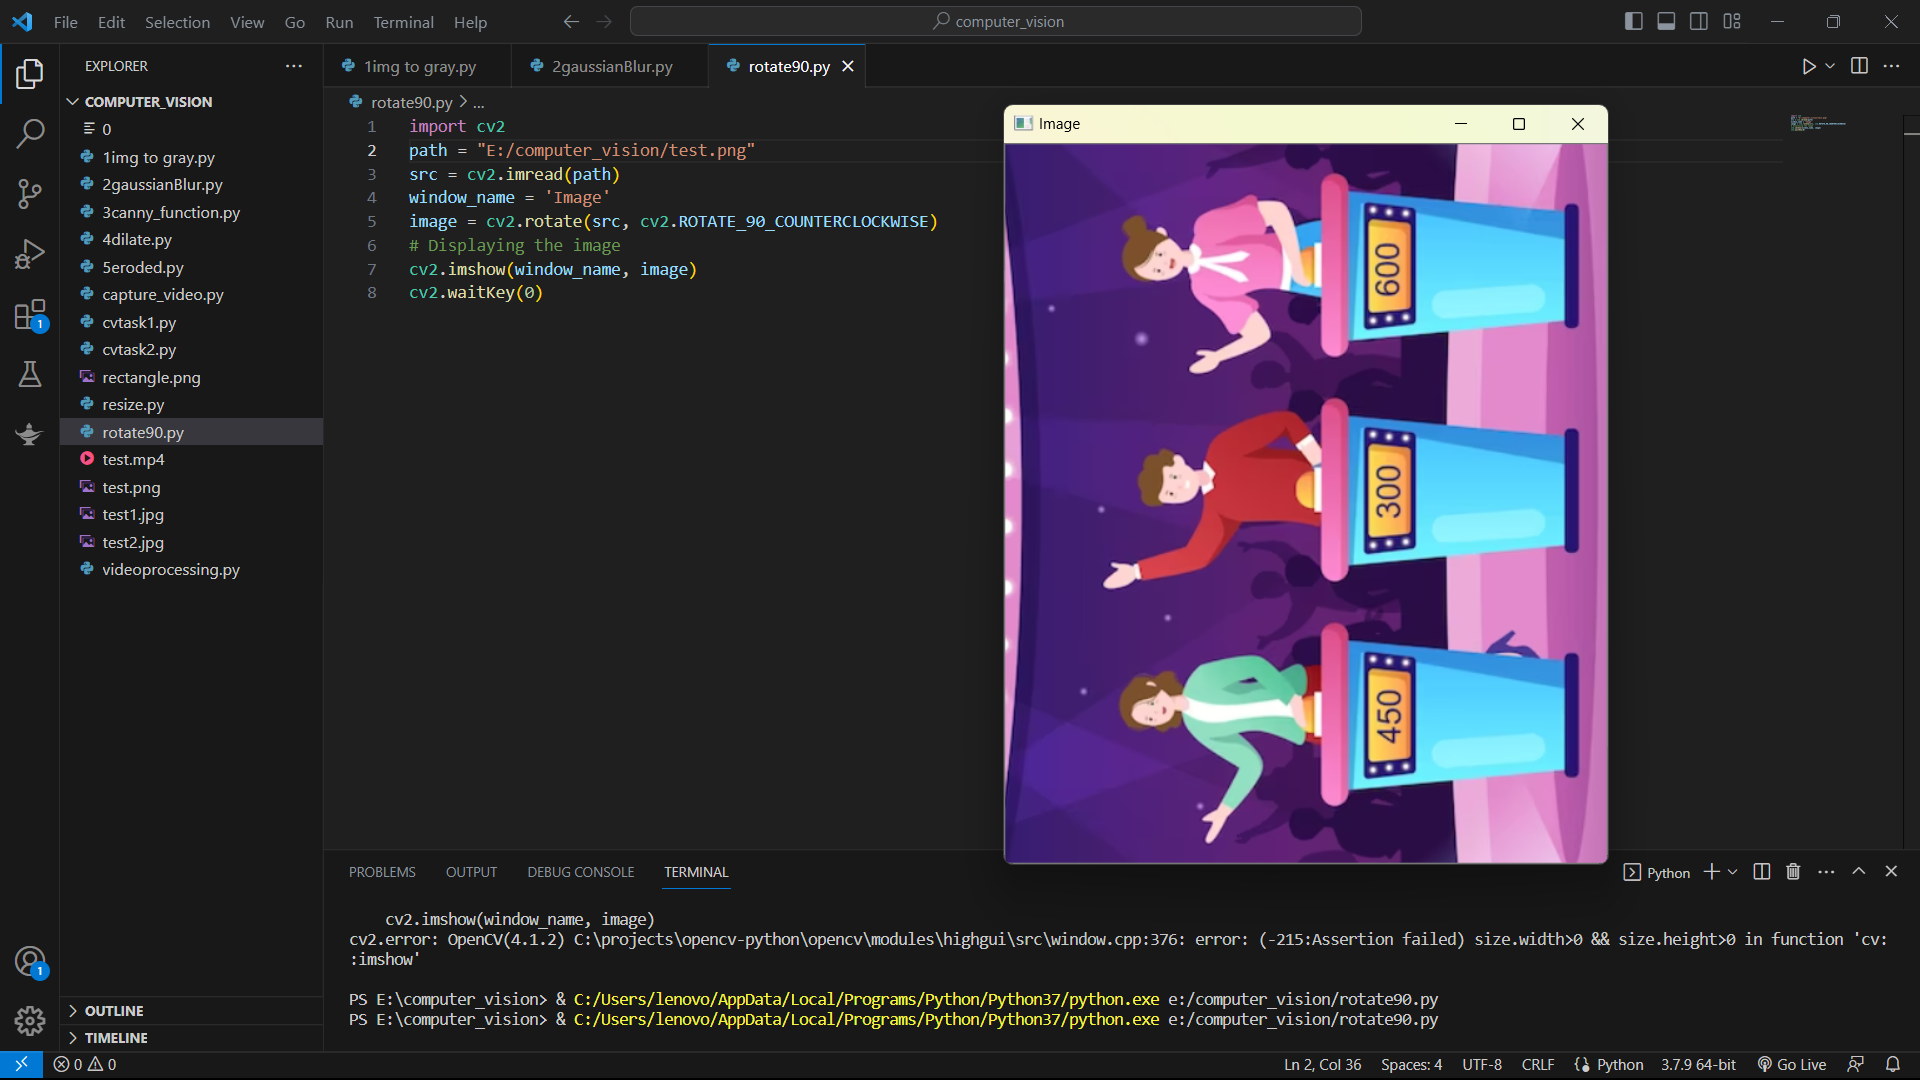 File Edit Selection View Go Run Terminal Help
computer_vision
EXPLORER
1img to gray.py
2gaussianBlur.py
rotate90.py
COMPUTER_VISION
0
1img to gray.py
2gaussianBlur.py
3canny_function.py
4dilate.py
5eroded.py
capture_video.py
cvtask1.py
cvtask2.py
rectangle.png
resize.py
rotate90.py
test.mp4
test.png
test1.jpg
test2.jpg
videoprocessing.py
OUTLINE
TIMELINE
1
1
rotate90.py > ...
1 import cv2
2 path = "E:/computer_vision/test.png"
3 src = cv2.imread(path)
4 window_name = 'Image'
5 image = cv2.rotate(src, cv2.ROTATE_90_COUNTERCLOCKWISE)
6 # Displaying the image
7 cv2.imshow(window_name, image)
8 cv2.waitKey(0)
Image
600
300
450
PROBLEMS OUTPUT DEBUG CONSOLE TERMINAL
Python
cv2.imshow(window_name, image)
cv2.error: OpenCV(4.1.2) C:\projects\opencv-python\opencv\modules\highgui\src\window.cpp:376: error: (-215:Assertion failed) size.width>0 && size.height>0 in function 'cv:
:imshow'
PS E:\computer_vision> & C:/Users/lenovo/AppData/Local/Programs/Python/Python37/python.exe e:/computer_vision/rotate90.py
PS E:\computer_vision> & C:/Users/lenovo/AppData/Local/Programs/Python/Python37/python.exe e:/computer_vision/rotate90.py
0 0
Ln 2, Col 36 Spaces: 4 UTF-8 CRLF Python 3.7.9 64-bit Go Live